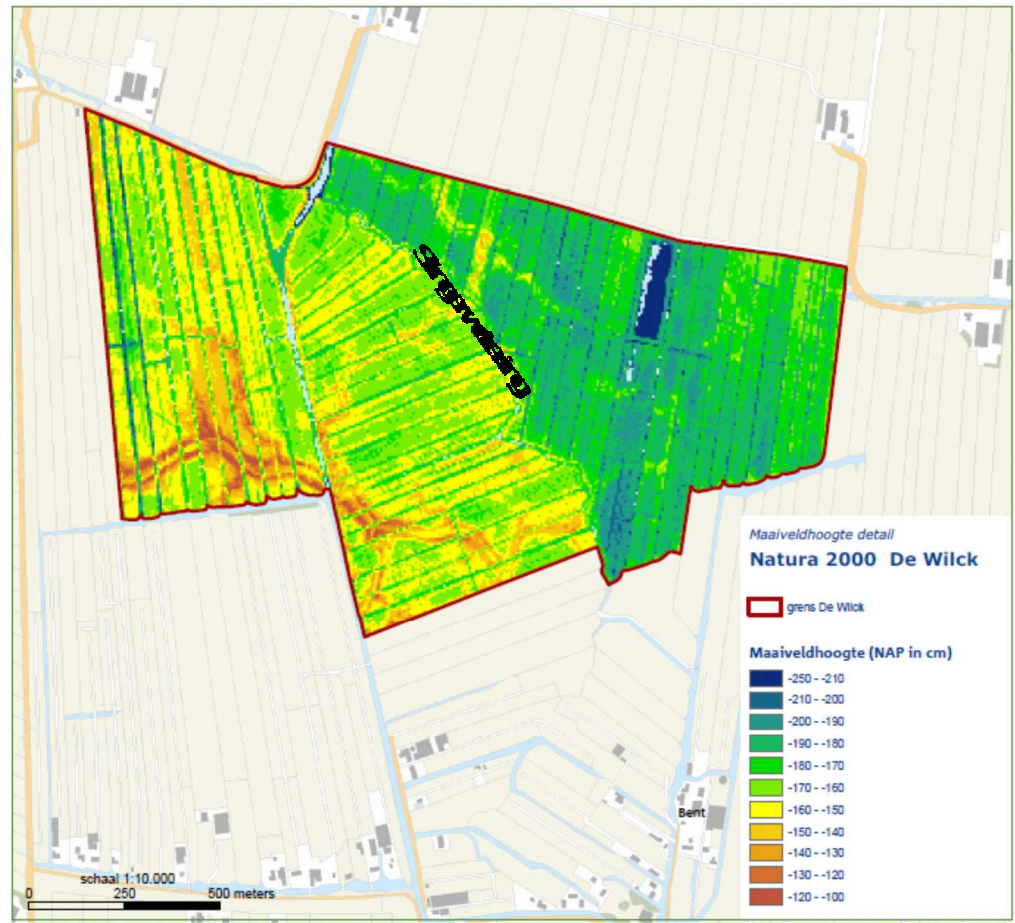 Maaiveldhoogte detail
Natura 2000 De Wilck
grens De Wilck
Maaiveldhoogte (NAP in cm)
-250 - -210
-210 - -200
-200 - -190
-190 - -180
-180 - -170
-170 - -160
-160 - -150
-150 - -140
-140 - -130
-130 - -120
-120 - -100
Bent
schaal 1:10.000
0 250 500 meters